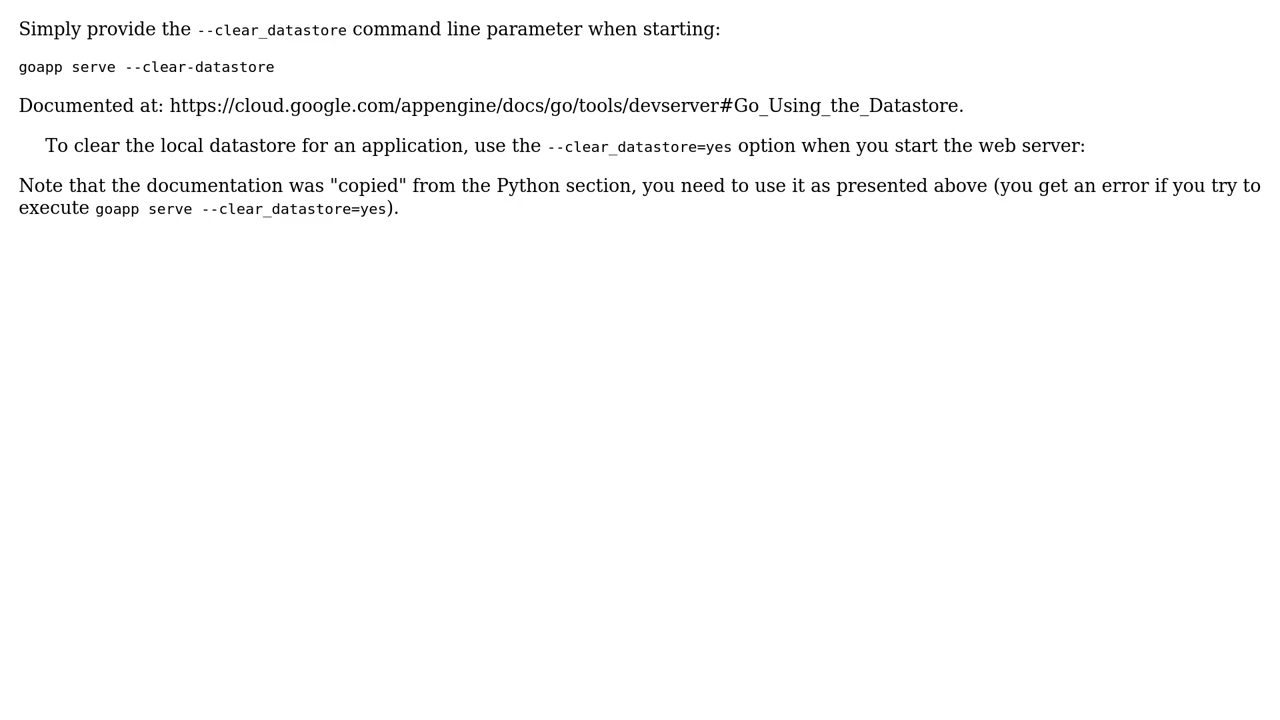 Simply provide the --clear_datastore command line parameter when starting:
goapp serve --clear-datastore
Documented at: https://cloud.google.com/appengine/docs/go/tools/devserver#Go_Using_the_Datastore.
To clear the local datastore for an application, use the --clear_datastore=yes option when you start the web server:
Note that the documentation was "copied" from the Python section, you need to use it as presented above (you get an error if you try to
execute goapp serve --clear_datastore=yes).